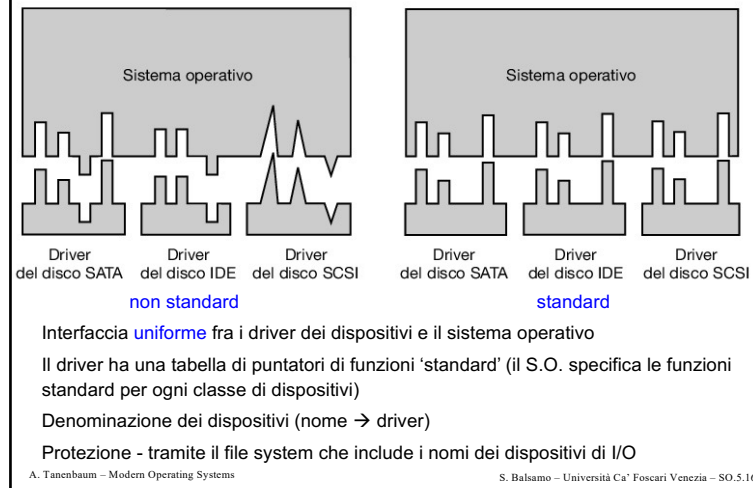 Sistema operativo
Sistema operativo
Driver
del disco SATA
Driver
del disco IDE
Driver
del disco SCSI
Driver
del disco SATA
Driver
del disco IDE
Driver
del disco SCSI
non standard
standard
Interfaccia uniforme fra i driver dei dispositivi e il sistema operativo
Il driver ha una tabella di puntatori di funzioni ‘standard’ (il S.O. specifica le funzioni
standard per ogni classe di dispositivi)
Denominazione dei dispositivi (nome → driver)
Protezione - tramite il file system che include i nomi dei dispositivi di I/O
A. Tanenbaum – Modern Operating Systems
S. Balsamo – Università Ca’ Foscari Venezia – SO.5.16